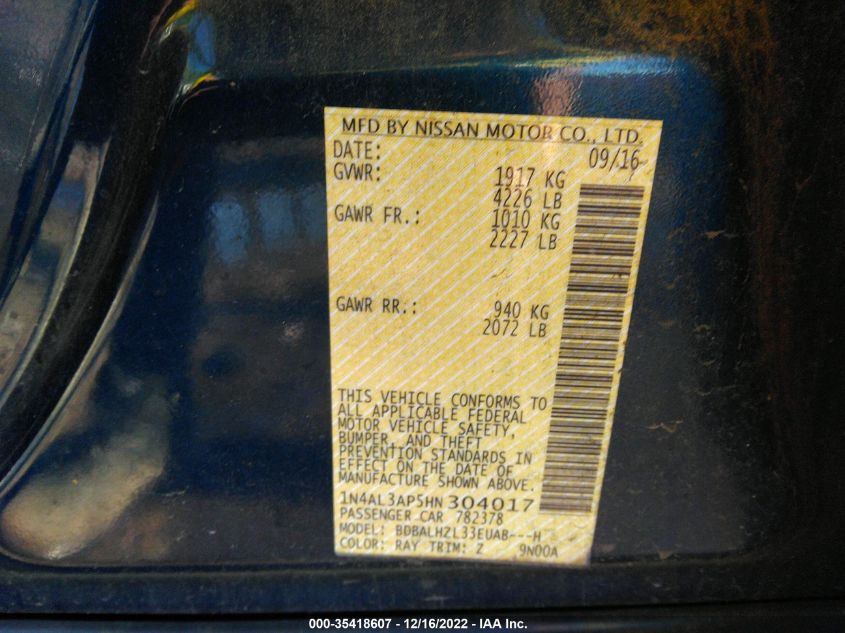 MFD BY NISSAN MOTOR CO., LTD.
DATE: 09/16
GVWR: 1917 KG
4226 LB
GAWR FR.: 1010 KG
2227 LB
GAWR RR.: 940 KG
2072 LB
THIS VEHICLE CONFORMS TO
ALL APPLICABLE FEDERAL
MOTOR VEHICLE SAFETY,
BUMPER, AND THEFT
PREVENTION STANDARDS IN
EFFECT ON THE DATE OF
MANUFACTURE SHOWN ABOVE.
1N4AL3AP5HN304017
PASSENGER CAR 782378
MODEL: BDBALHZL33EUAB---H
COLOR: RAY TRIM: Z 9N00A
000-35418607 - 12/16/2022 - IAA Inc.